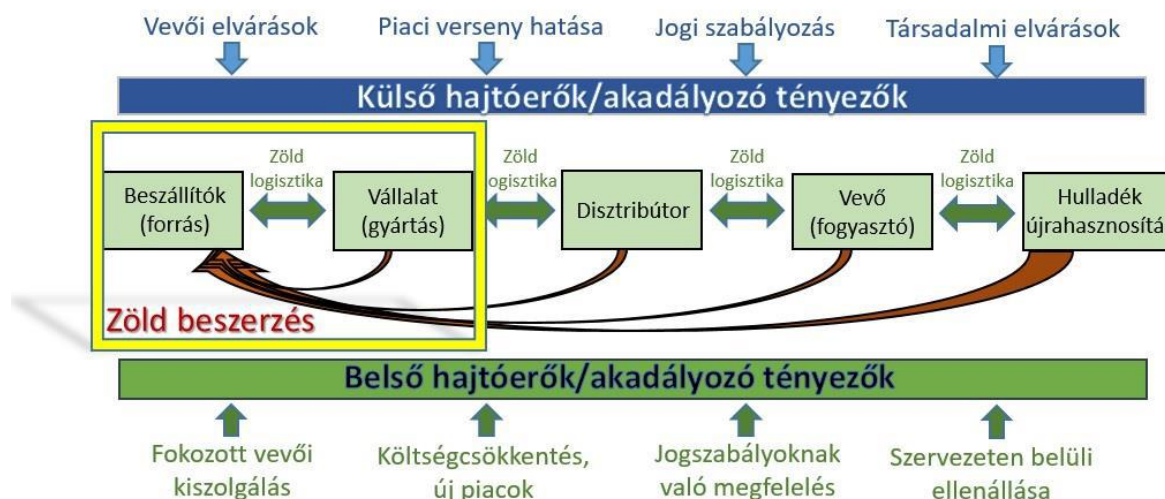 Vevői elvárások
Piaci verseny hatása
Jogi szabályozás
Társadalmi elvárások
Külső hajtóerők/akadályozó tényezők
Zöld
logisztika
Zöld
ogisztika
Zöld
logisztika
Zöld
logisztika
Beszállítók
(forrás)
Vállalat
(gyártás)
Disztribútor
Vevő
(fogyasztó)
Hulladék
újrahasznosítá
Zöld beszerzés
Belső hajtóerők/akadályozó tényezők
Fokozott vevői
kiszolgálás
Költségcsökkentés,
új piacok
Jogszabályoknak
való megfelelés
Szervezeten belüli
ellenállása